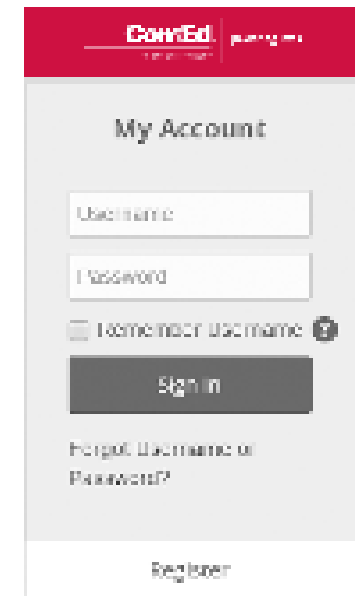 ComEd.
My Account
Username
Password
Remember Username ?
Sign In
Forgot Username or
Password?
Register